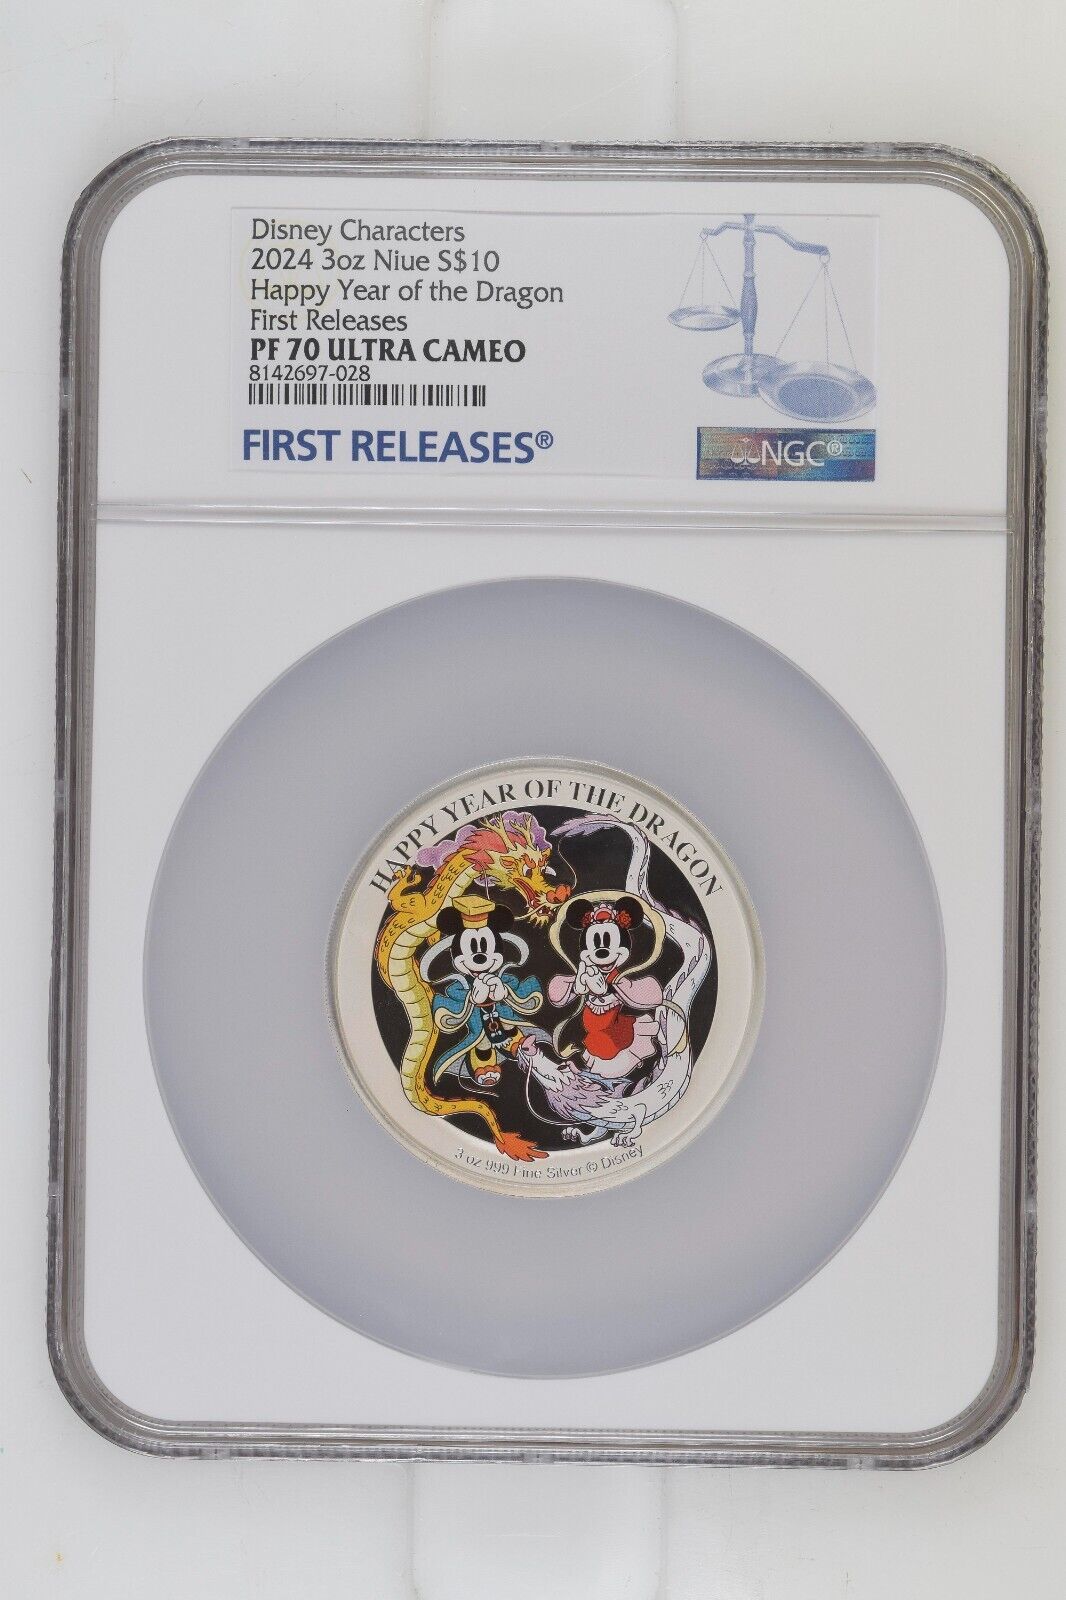 Disney Characters
2024 3oz Niue S$10
Happy Year of the Dragon
First Releases
PF 70 ULTRA CAMEO
8142697-028
FIRST RELEASES®
NGC®
HAPPY YEAR OF THE DRAGON
3 oz 999 Fine Silver © Disney